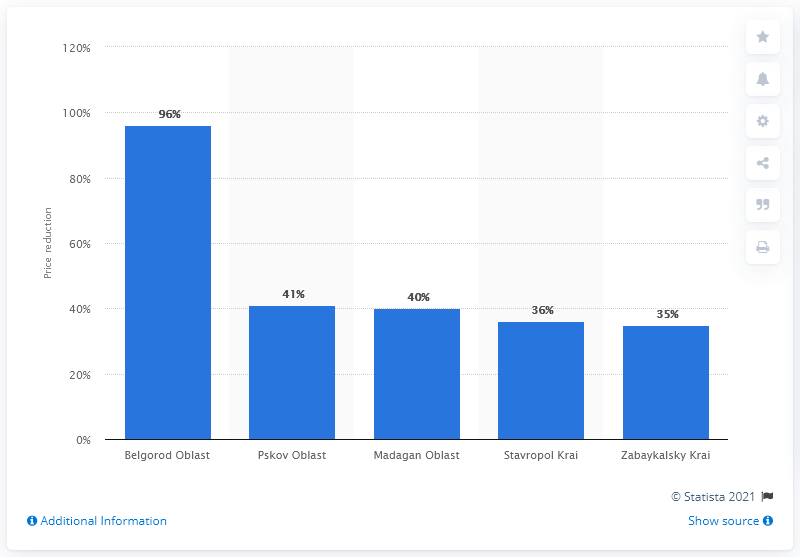 120%
100%
80%
60%
40%
20%
0%
Price reduction
96%
41%
40%
36%
35%
Belgorod Oblast
Pskov Oblast
Madagan Oblast
Stavropol Krai
Zabaykalsky Krai
© Statista 2021
Additional Information
Show source